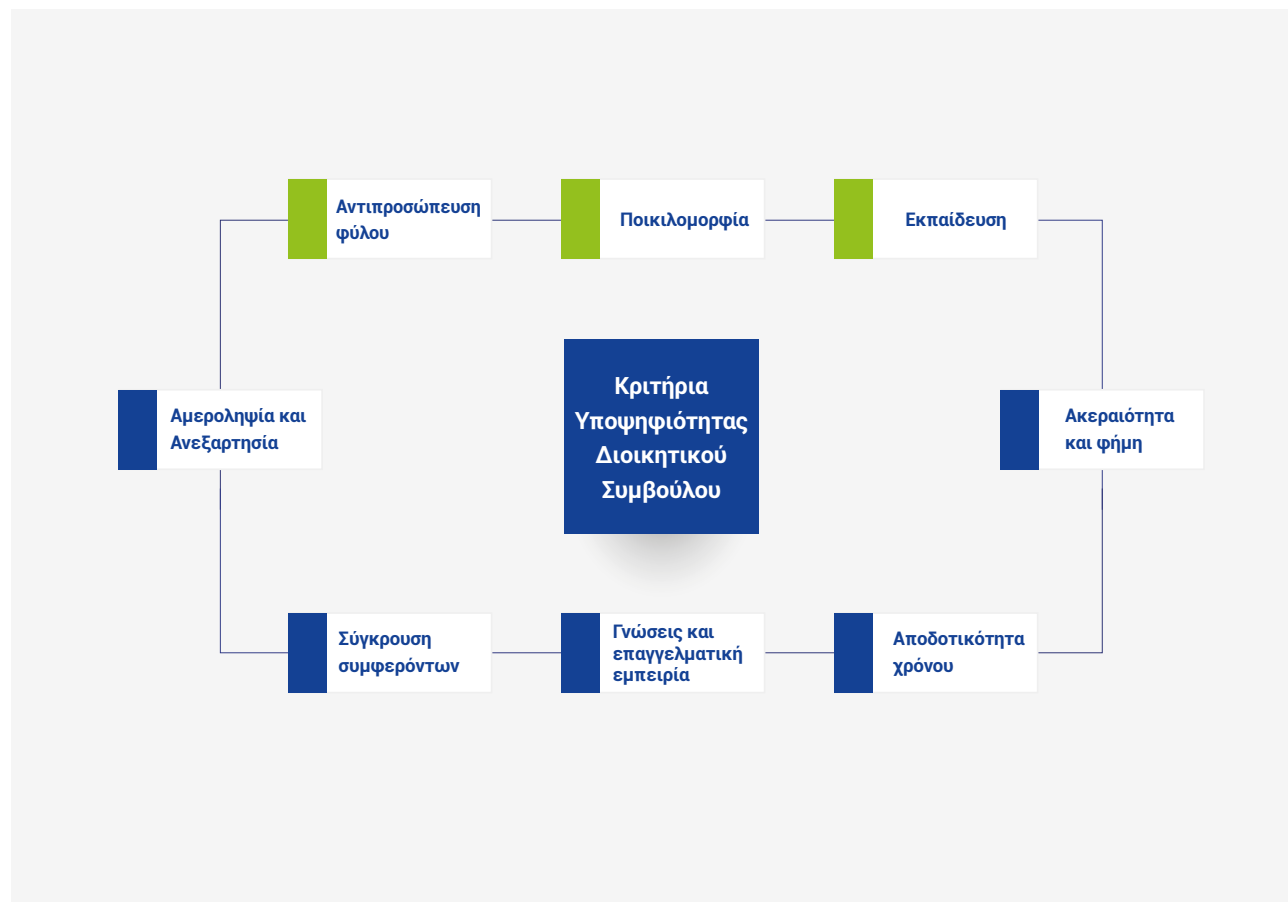 Αντιπροσώπευση
φύλου
Ποικιλομορφία
Εκπαίδευση
Κριτήρια
Υποψηφιότητας
Διοικητικού
Συμβούλου
Αμεροληψία και
Ανεξαρτησία
Ακεραιότητα
και φήμη
Σύγκρουση
συμφερόντων
Γνώσεις και
επαγγελματική
εμπειρία
Αποδοτικότητα
χρόνου